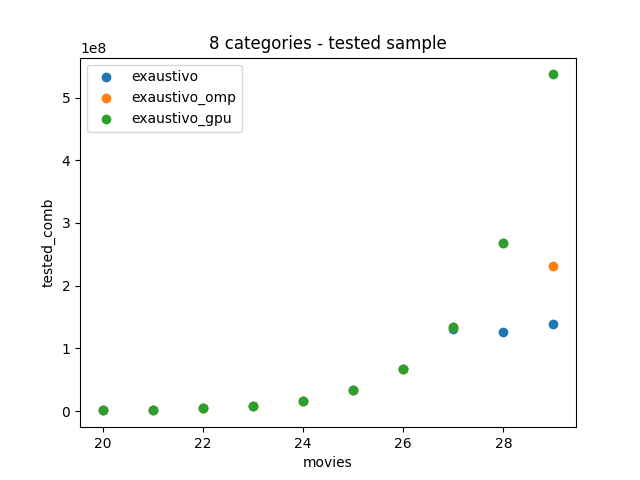 8 categories - tested sample
1e8
exaustivo
exaustivo_omp
exaustivo_gpu
5
4
3
2
1
0
tested_comb
20 22 24 26 28
movies